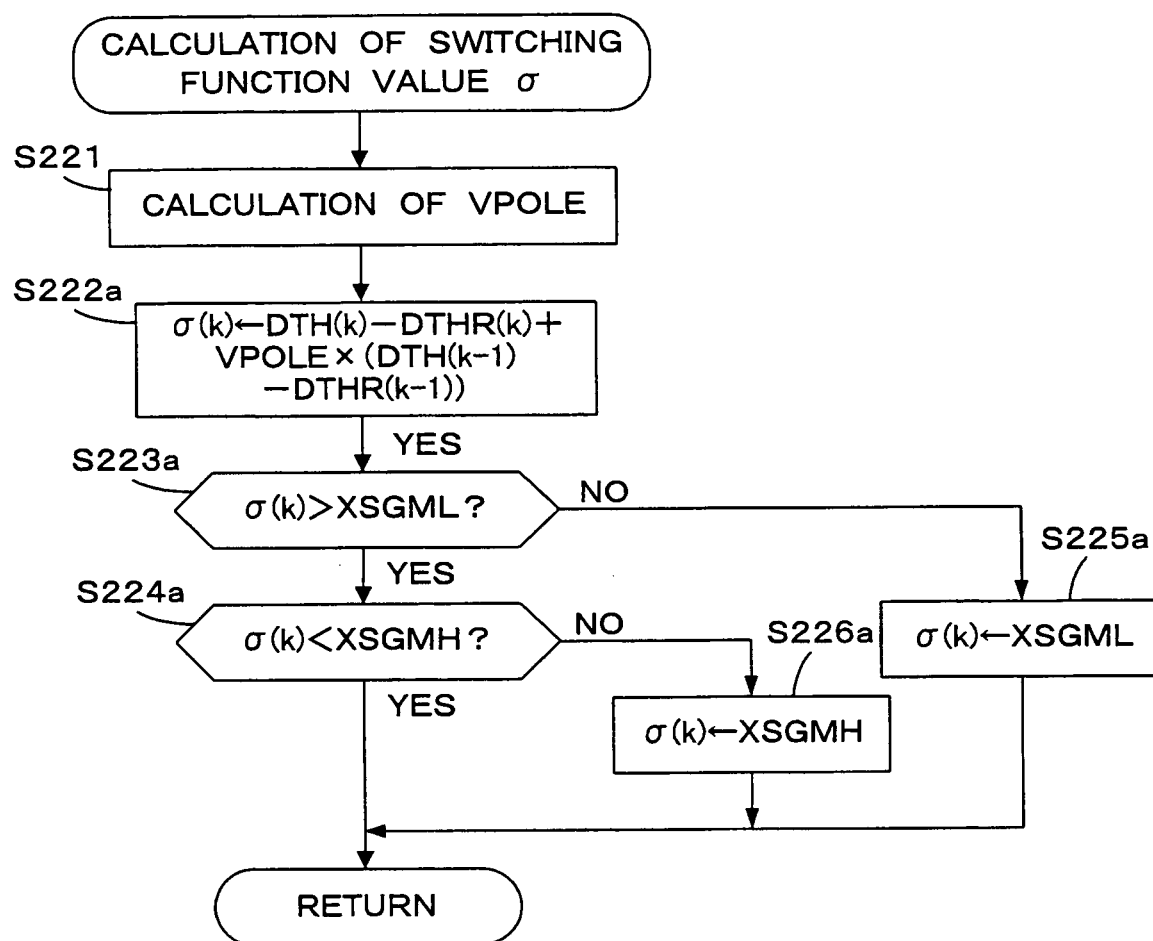 CALCULATION OF SWITCHING
FUNCTION VALUE σ
S221
CALCULATION OF VPOLE
S222a
σ(k)←DTH(k)−DTHR(k)+
VPOLE×(DTH(k-1)
−DTHR(k-1))
YES
S223a
σ(k)>XSGML?
NO
YES
S225a
σ(k)←XSGML
S224a
σ(k)<XSGMH?
NO
S226a
σ(k)←XSGMH
YES
RETURN